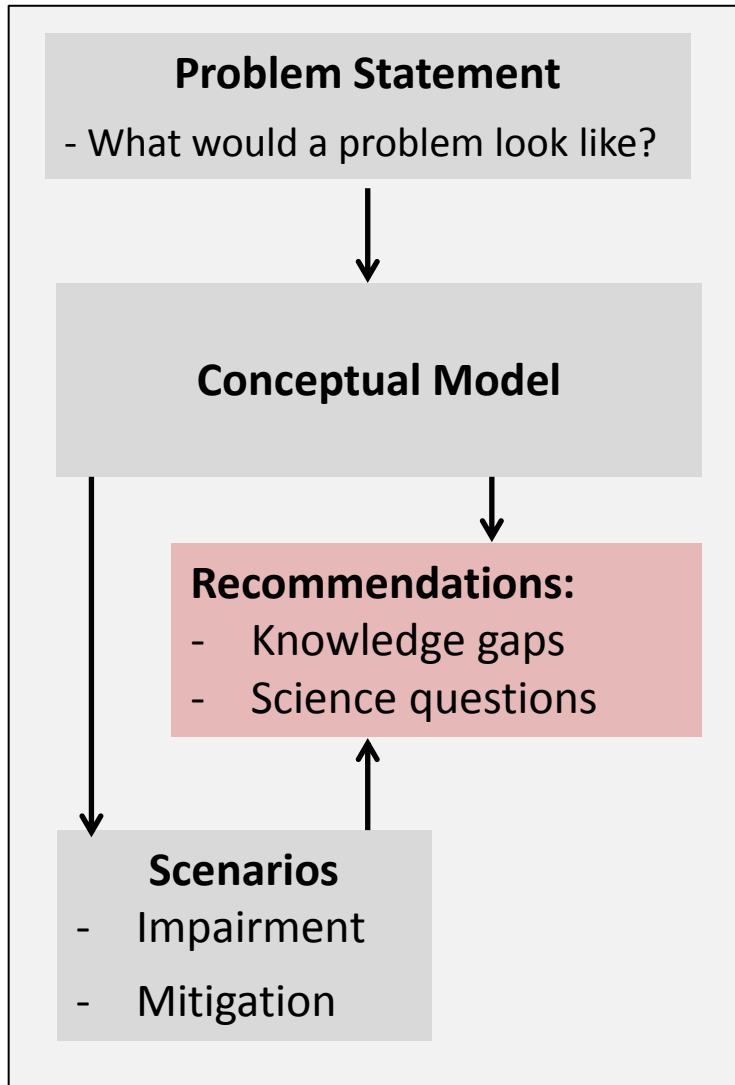 Problem Statement
- What would a problem look like?
Conceptual Model
Recommendations:
- Knowledge gaps
- Science questions
Scenarios
- Impairment
- Mitigation